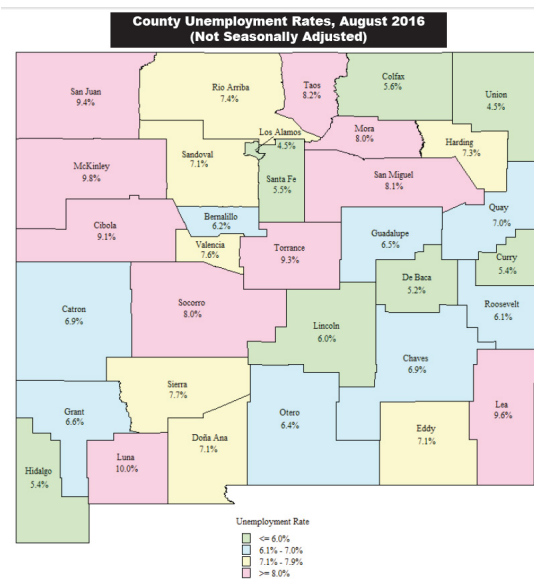 County Unemployment Rates, August 2016
(Not Seasonally Adjusted)
San Juan
9.4%
Rio Arriba
7.4%
Taos
8.2%
Colfax
5.6%
Union
4.5%
Los Alamos
4.5%
Mora
8.0%
Harding
7.3%
Sandoval
7.1%
McKinley
9.8%
Santa Fe
5.5%
San Miguel
8.1%
Quay
7.0%
Cibola
9.1%
Bernalillo
6.2%
Guadalupe
6.5%
Valencia
7.6%
Torrance
9.3%
Curry
5.4%
De Baca
5.2%
Catron
6.9%
Socorro
8.0%
Roosevelt
6.1%
Lincoln
6.0%
Chaves
6.9%
Sierra
7.7%
Grant
6.6%
Otero
6.4%
Lea
9.6%
Doña Ana
7.1%
Eddy
7.1%
Luna
10.0%
Hidalgo
5.4%
Unemployment Rate
<= 6.0%
6.1% - 7.0%
7.1% - 7.9%
>= 8.0%